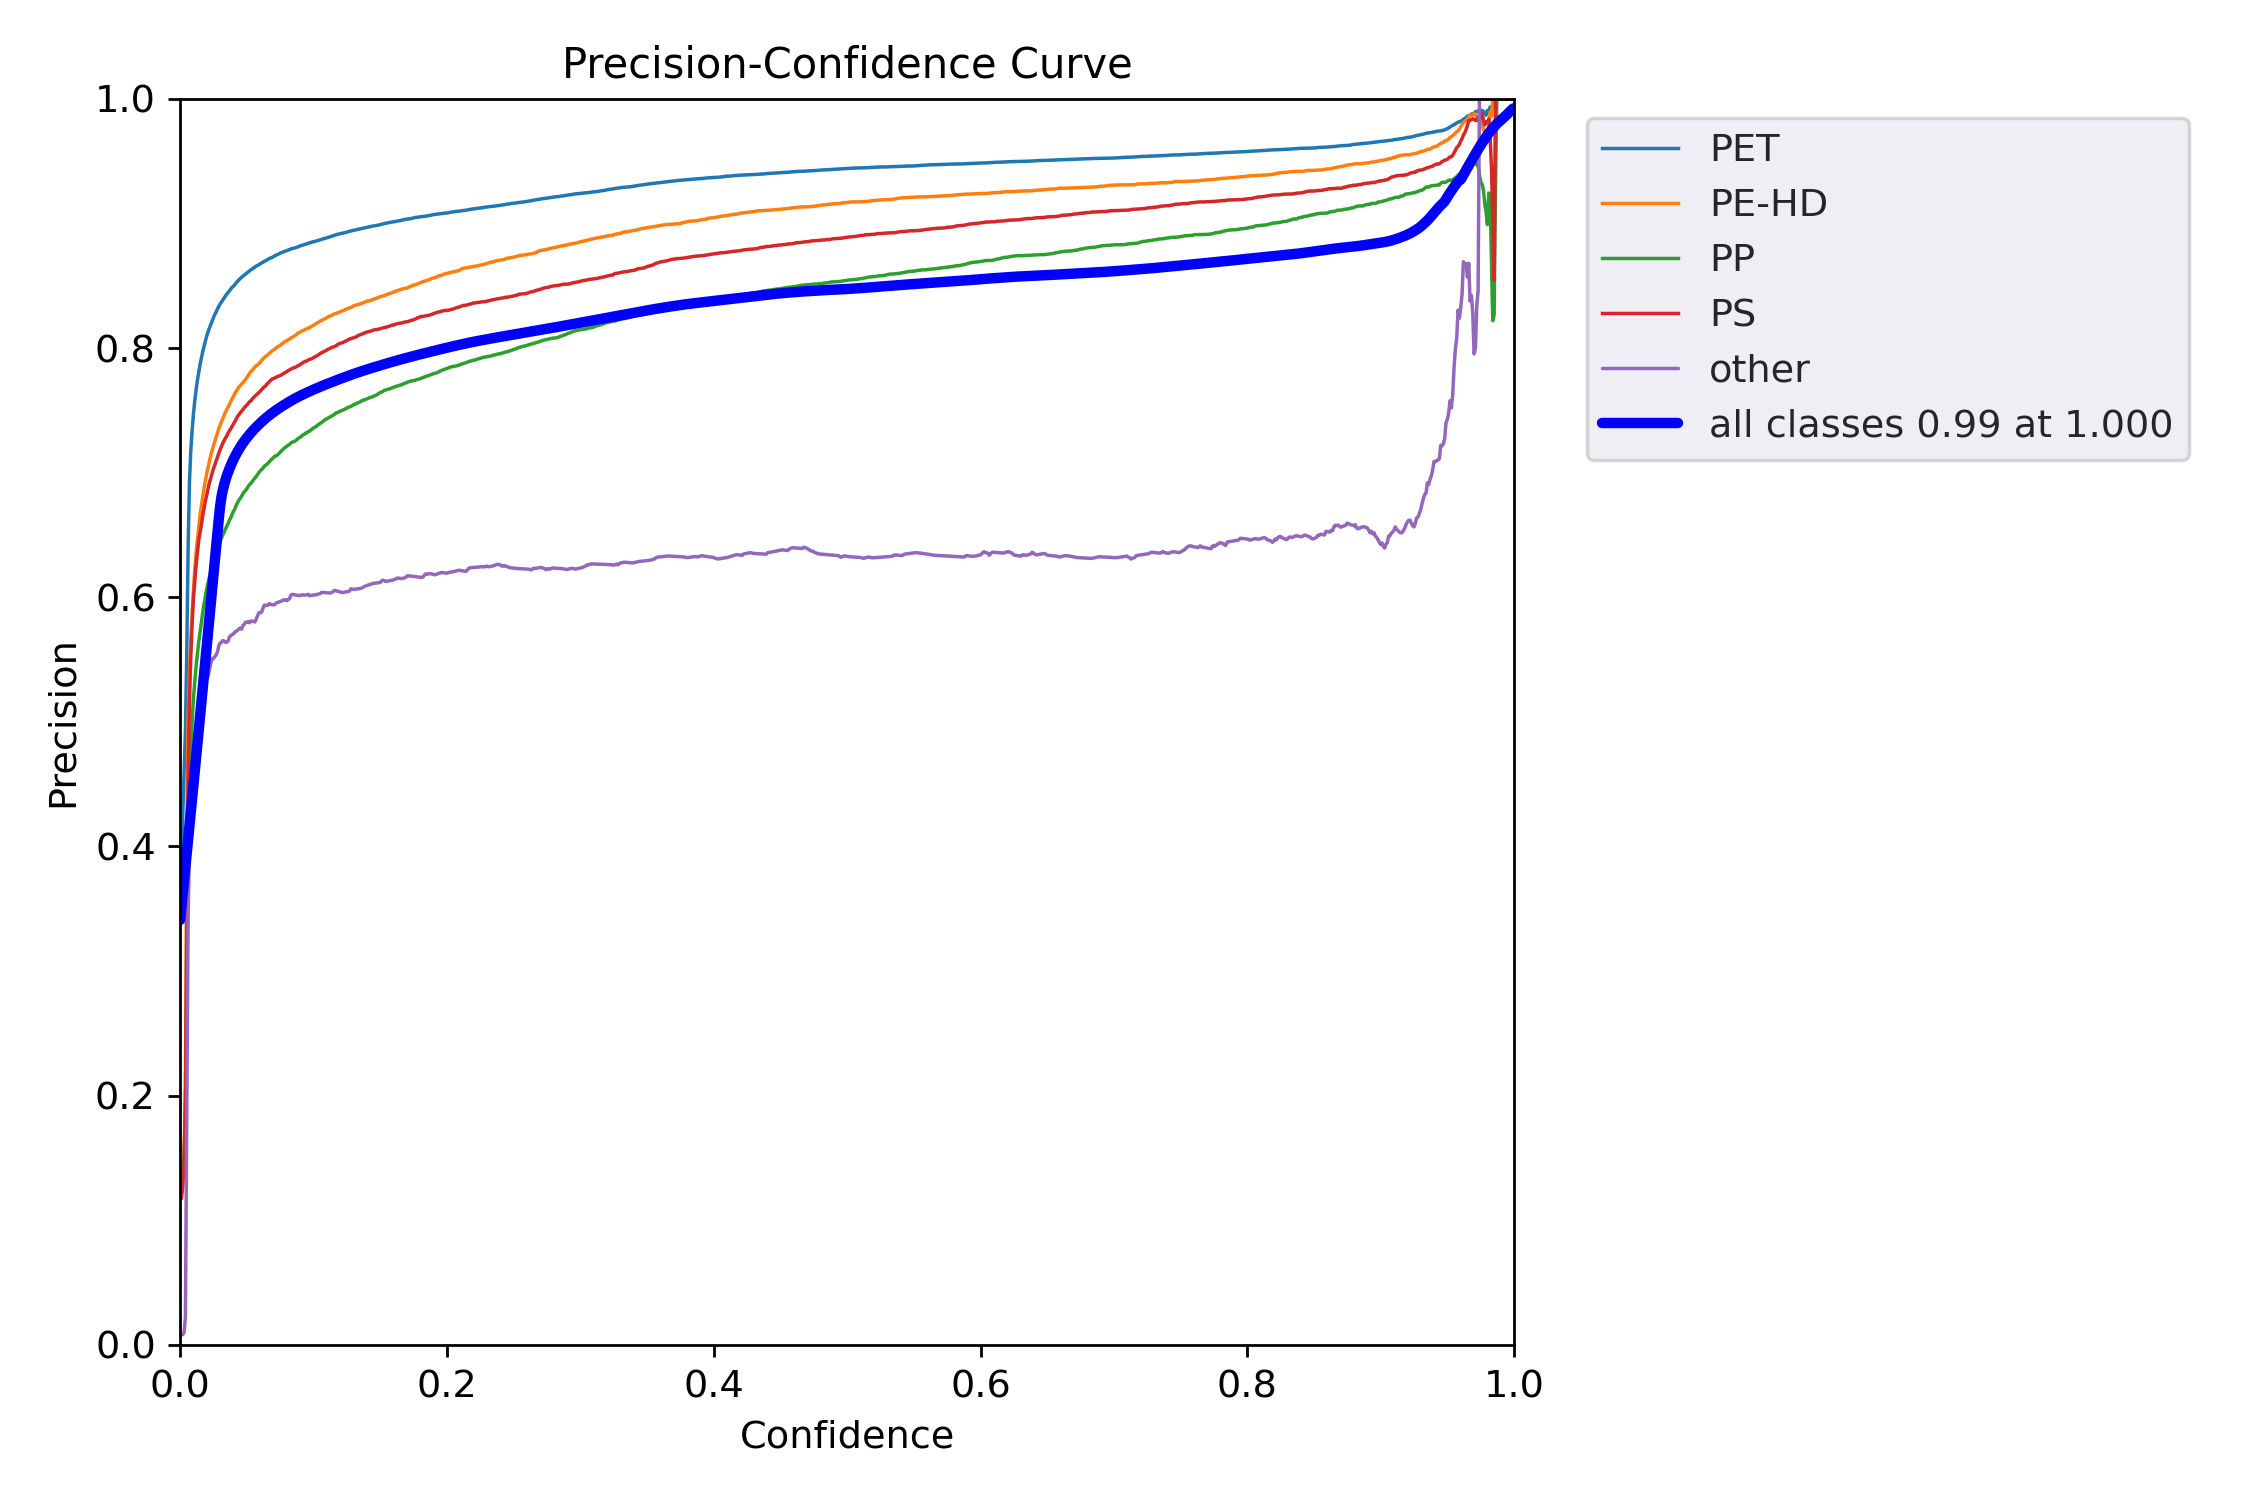 Precision-Confidence Curve
1.0
0.8
0.6
0.4
0.2
0.0
Precision
0.0 0.2 0.4 0.6 0.8 1.0
Confidence
PET
PE-HD
PP
PS
other
all classes 0.99 at 1.000